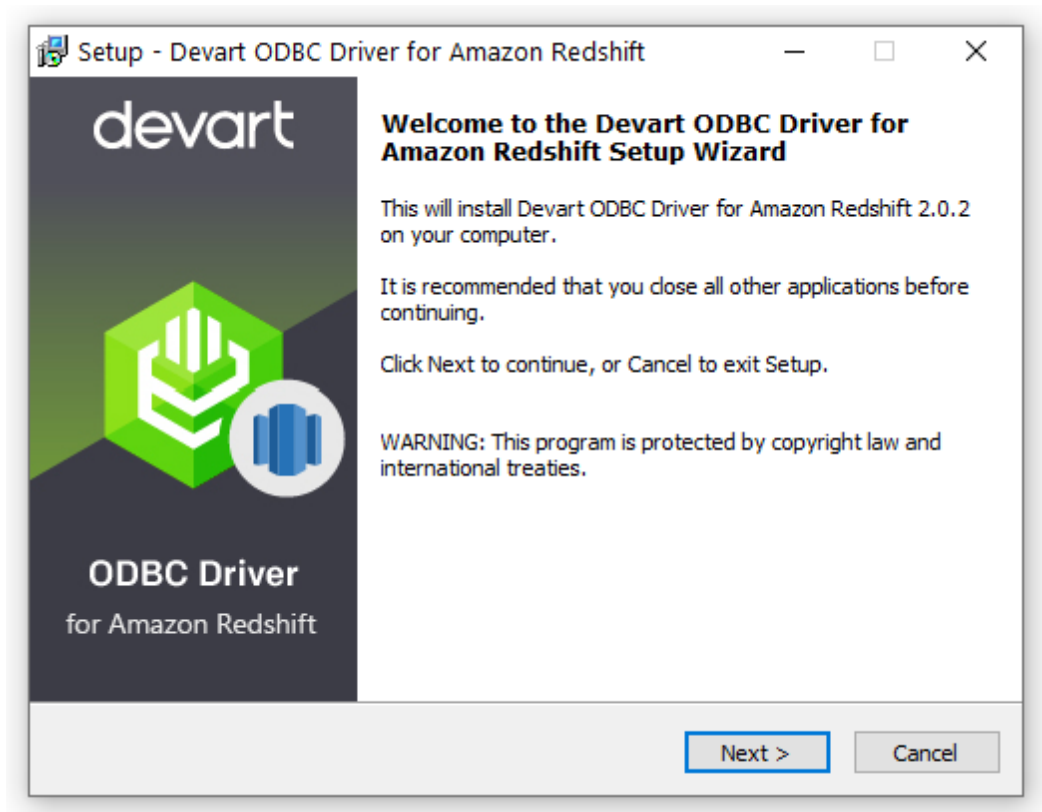 Setup - Devart ODBC Driver for Amazon Redshift
devart
Welcome to the Devart ODBC Driver for
Amazon Redshift Setup Wizard
This will install Devart ODBC Driver for Amazon Redshift 2.0.2
on your computer.
It is recommended that you close all other applications before
continuing.
Click Next to continue, or Cancel to exit Setup.
WARNING: This program is protected by copyright law and
international treaties.
ODBC Driver
for Amazon Redshift
Next >
Cancel